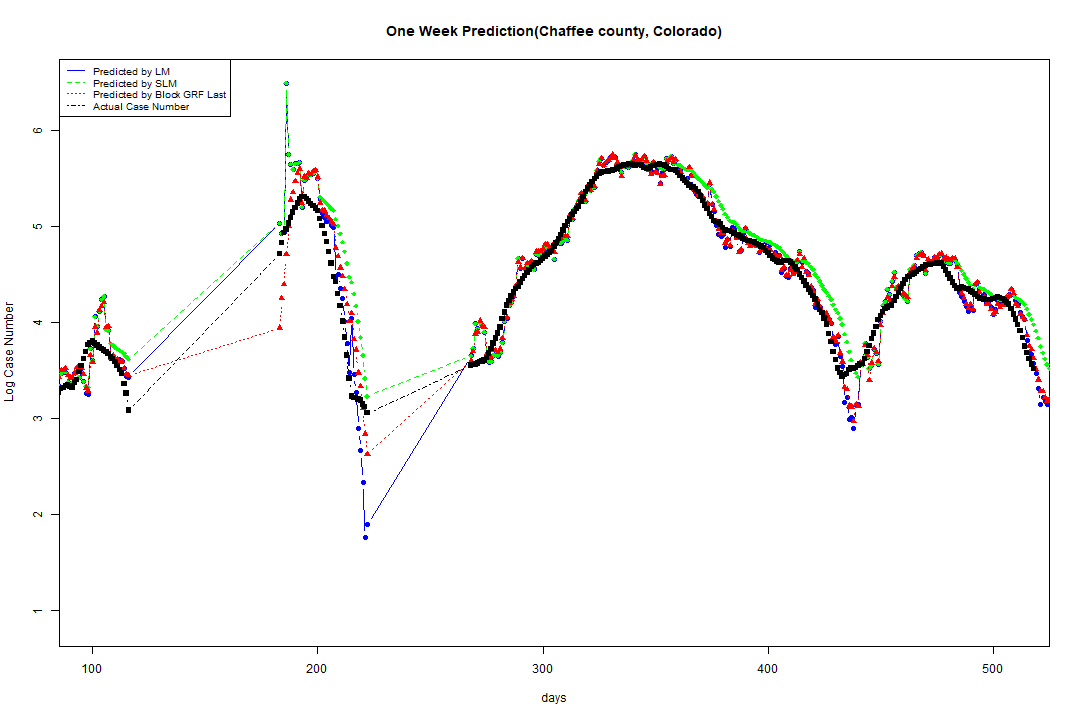 One Week Prediction(Chaffee county, Colorado)
Predicted by LM
Predicted by SLM
Predicted by Block GRF Last
Actual Case Number
6
5
4
3
2
1
Log Case Number
100 200 300 400 500
days